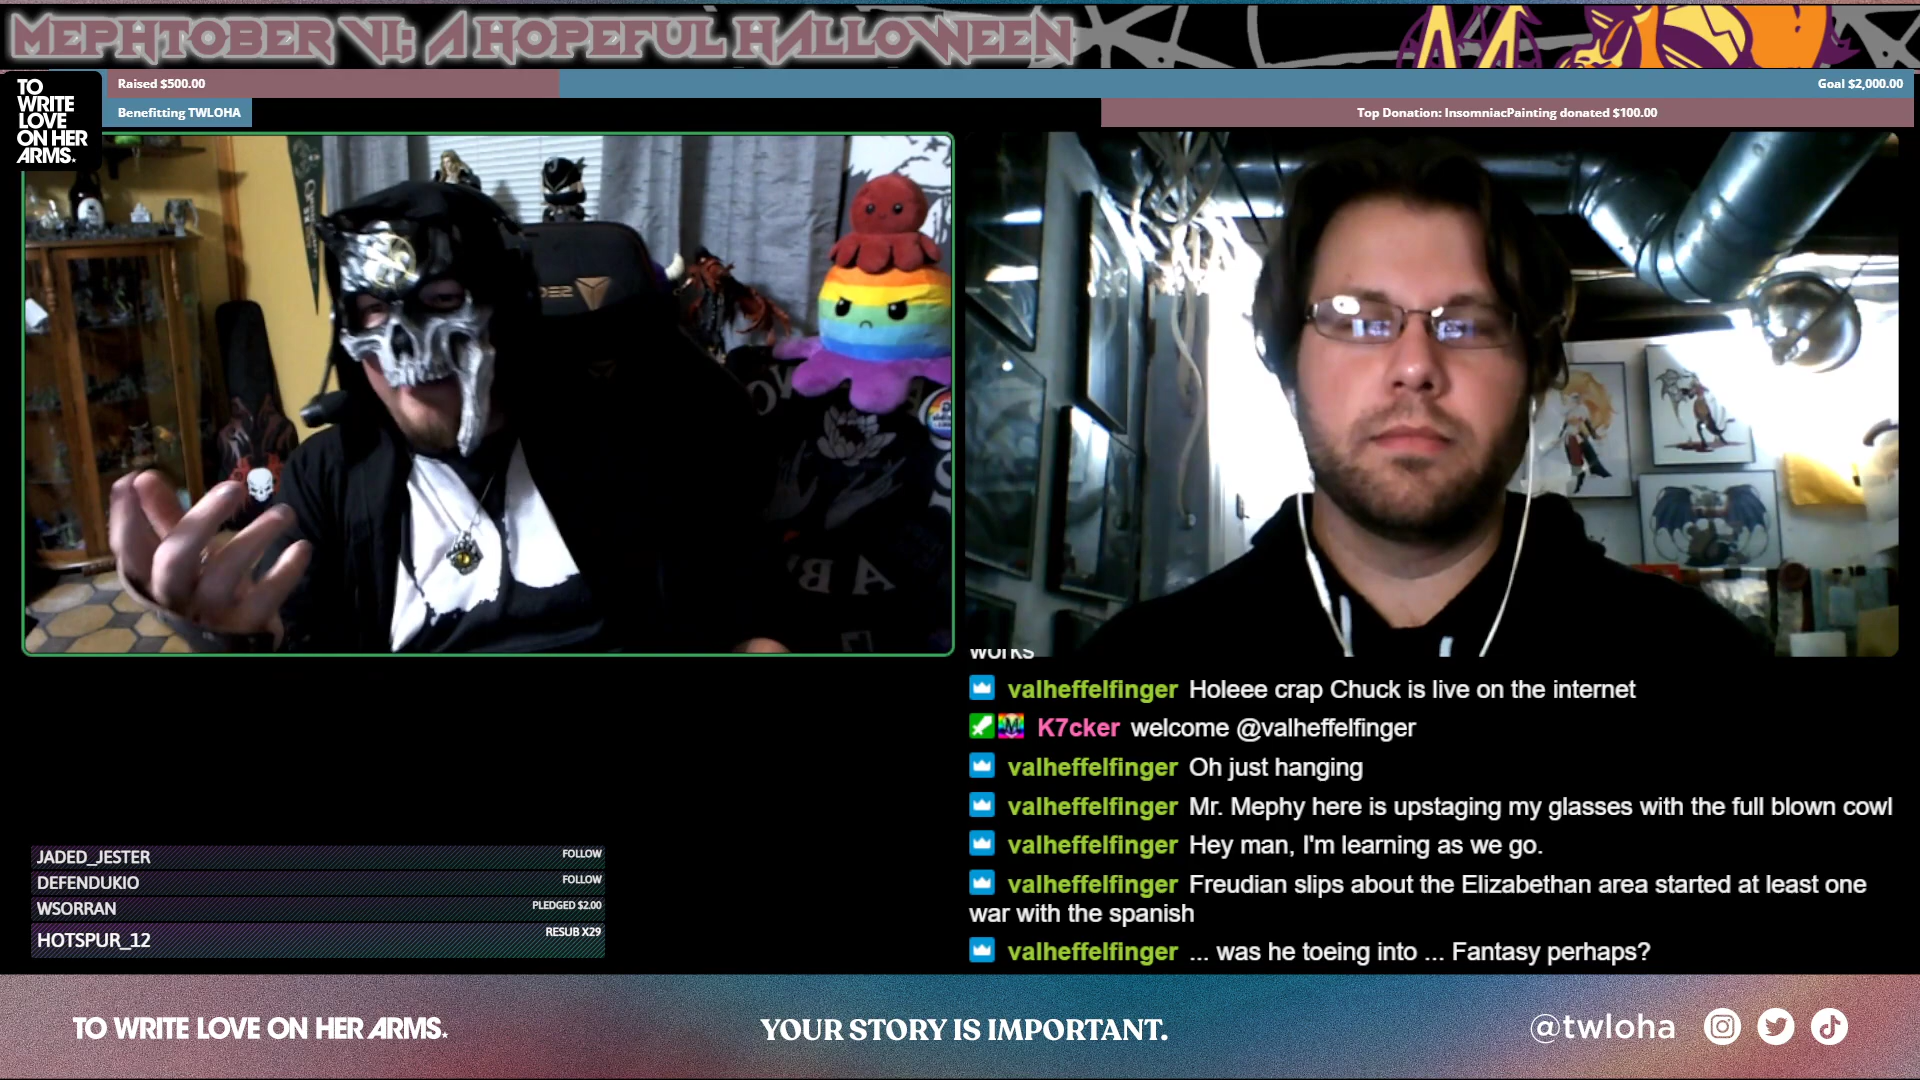 MEPHTOBER VI: A HOPEFUL HALLOWEEN
TO
WRITE
LOVE
ON HER
ARMS.
Raised $500.00
Goal $2,000.00
Benefitting TWLOHA
Top Donation: InsomniacPainting donated $100.00
works
valheffelfinger Holeee crap Chuck is live on the internet
K7cker welcome @valheffelfinger
valheffelfinger Oh just hanging
valheffelfinger Mr. Mephy here is upstaging my glasses with the full blown cowl
valheffelfinger Hey man, I'm learning as we go.
valheffelfinger Freudian slips about the Elizabethan area started at least one
war with the spanish
valheffelfinger ... was he toeing into ... Fantasy perhaps?
JADED_JESTER FOLLOW
DEFENDUKIO FOLLOW
WSORRAN PLEDGED $2.00
HOTSPUR_12 RESUB X29
TO WRITE LOVE ON HER ARMS.
YOUR STORY IS IMPORTANT.
@twloha